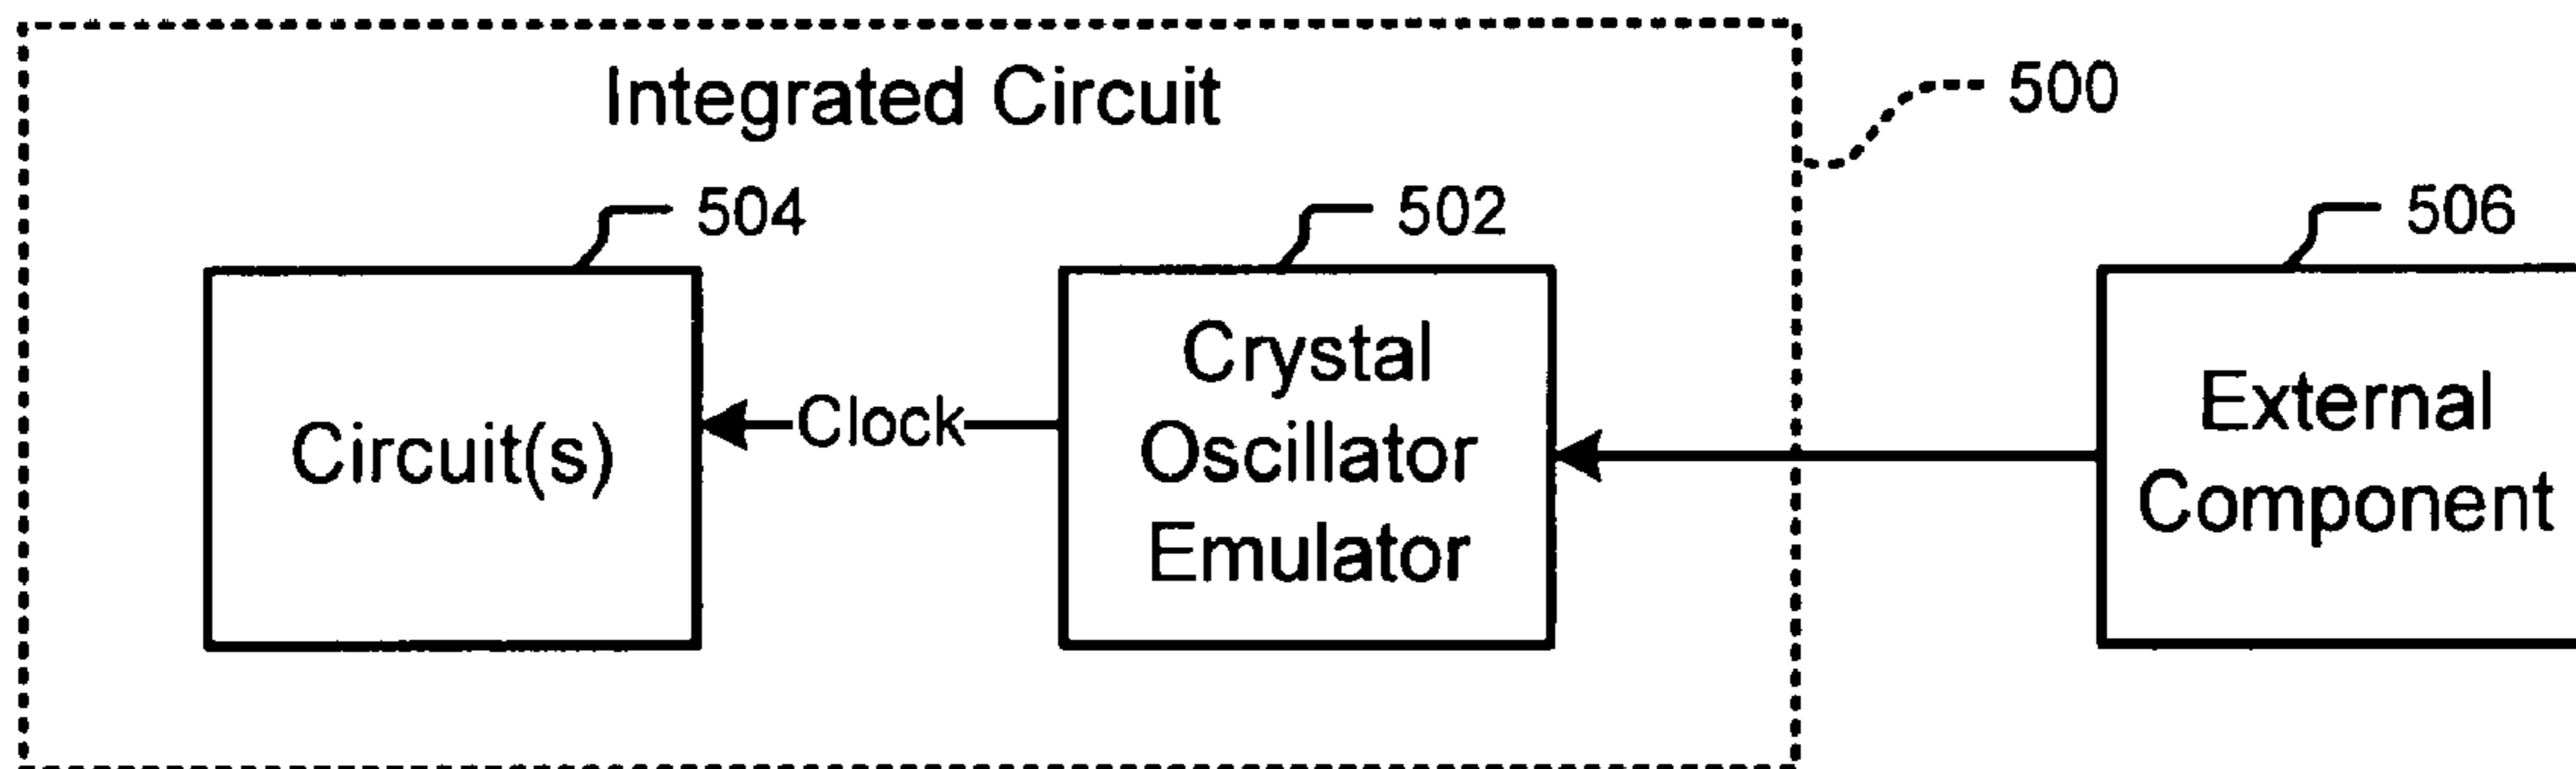 Integrated Circuit
500
504
502
506
Circuit(s)
Clock
Crystal
Oscillator
Emulator
External
Component